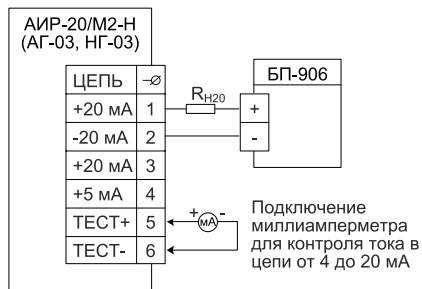 АИР-20/М2-Н
(АГ-03, НГ-03)
ЦЕПЬ
+20 мА 1
-20 мА 2
+20 мА 3
+5 мА 4
ТЕСТ+ 5
ТЕСТ- 6
RН20
БП-906
+
-
+ мА -
Подключение
миллиамперметра
для контроля тока в
цепи от 4 до 20 мА